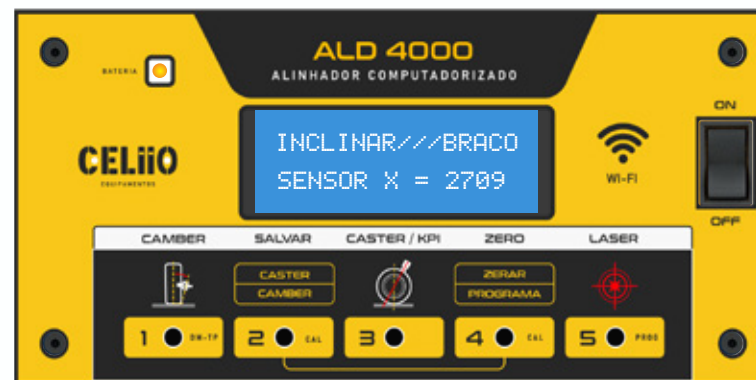 ALD 4000
ALINHADOR COMPUTADORIZADO
BATERIA
ON
INCLINAR///BRACO
SENSOR X = 2709
CELiiO
EQUIPAMENTOS
WI-FI
OFF
CAMBER SALVAR CASTER / KPI ZERO LASER
CASTER ZERAR
CAMBER PROGRAMA
1 DW-TP 2 CAL 3 4 CAL 5 PROG